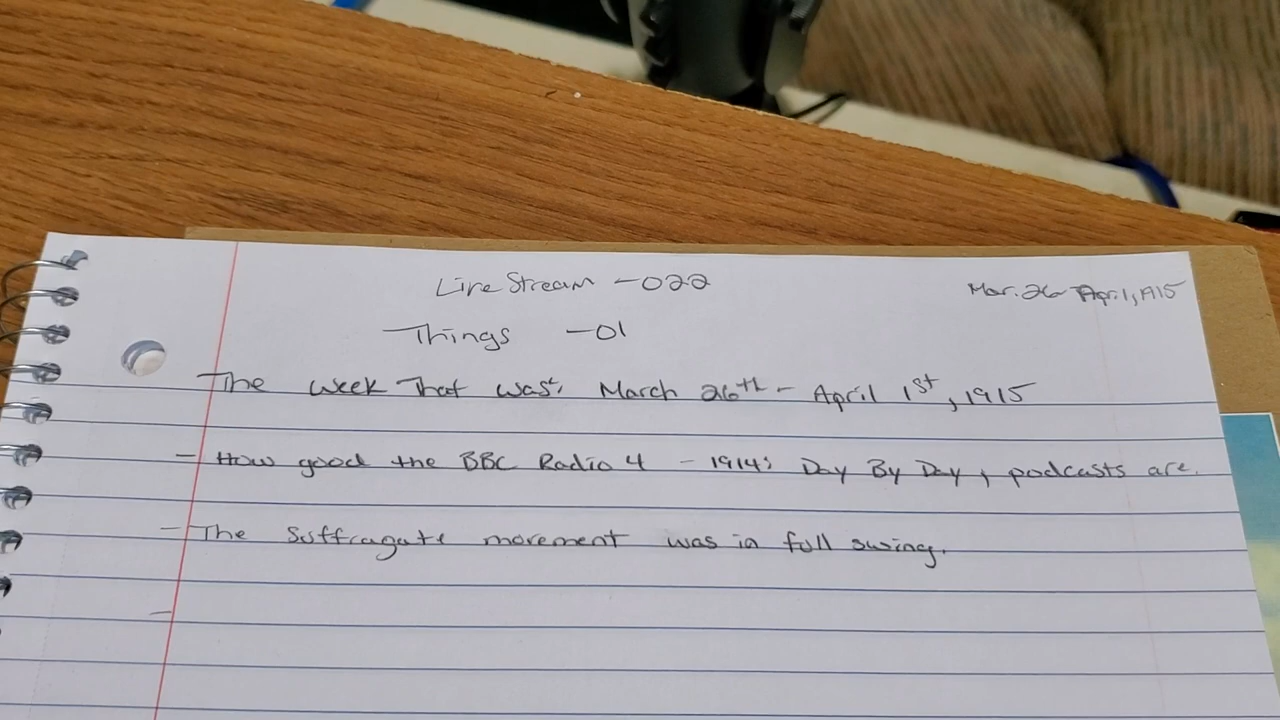 Live Stream - 022
Mar. 26 - April 1, 1915
Things - 01
The Week That Was: March 26th - April 1st, 1915
- How good the BBC Radio 4 - 1914: Day By Day, podcasts are.
- The Suffragate movement was in full swing.
-